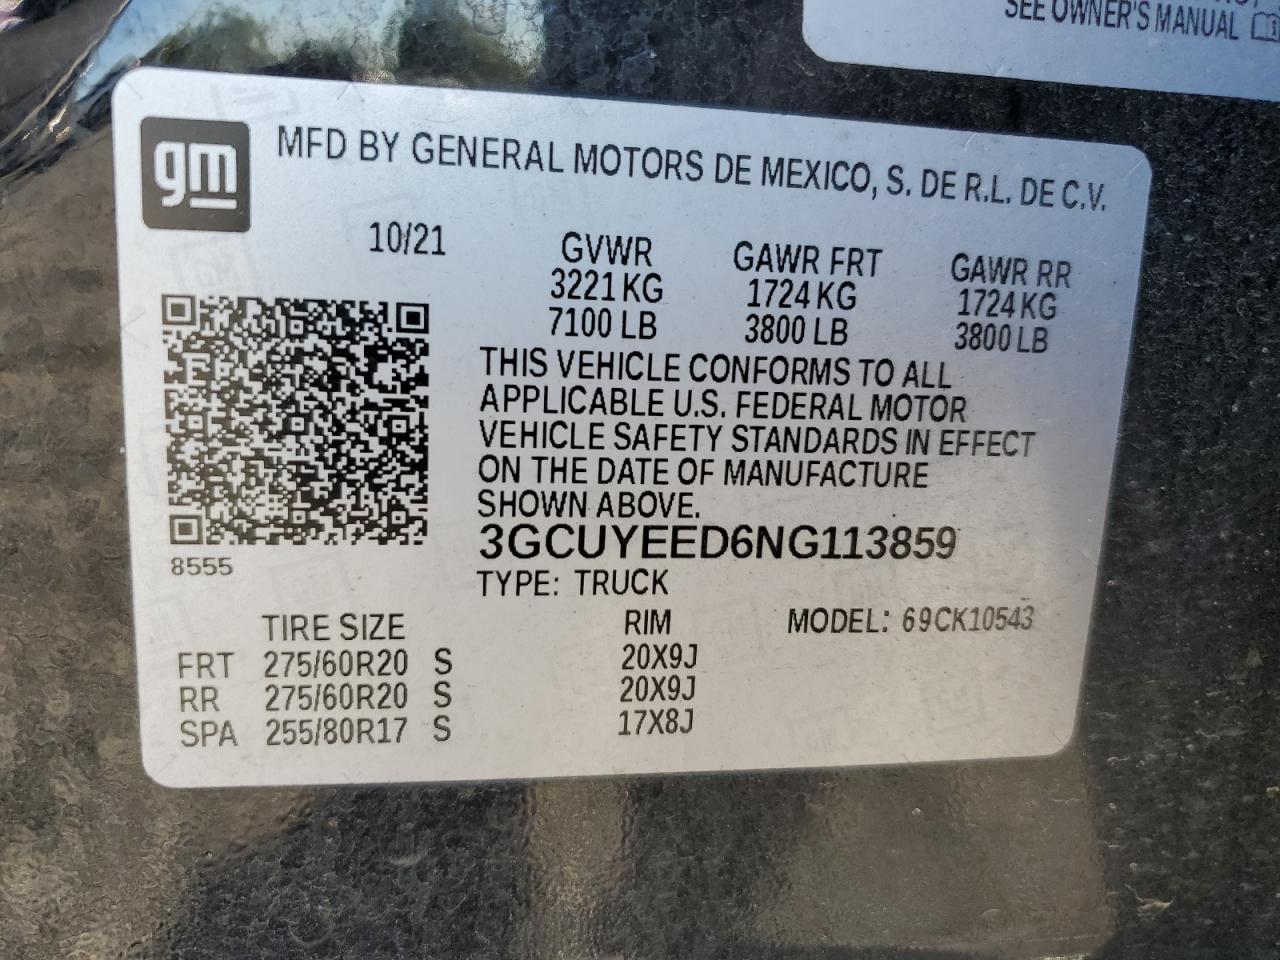 SEE OWNER'S MANUAL
gm
MFD BY GENERAL MOTORS DE MEXICO, S. DE R.L. DE C.V.
10/21 GVWR GAWR FRT GAWR RR
3221 KG 1724 KG 1724 KG
7100 LB 3800 LB 3800 LB
THIS VEHICLE CONFORMS TO ALL
APPLICABLE U.S. FEDERAL MOTOR
VEHICLE SAFETY STANDARDS IN EFFECT
ON THE DATE OF MANUFACTURE
SHOWN ABOVE.
3GCUYEED6NG113859
8555
TYPE: TRUCK
TIRE SIZE RIM MODEL: 69CK10543
FRT 275/60R20 S 20X9J
RR 275/60R20 S 20X9J
SPA 255/80R17 S 17X8J